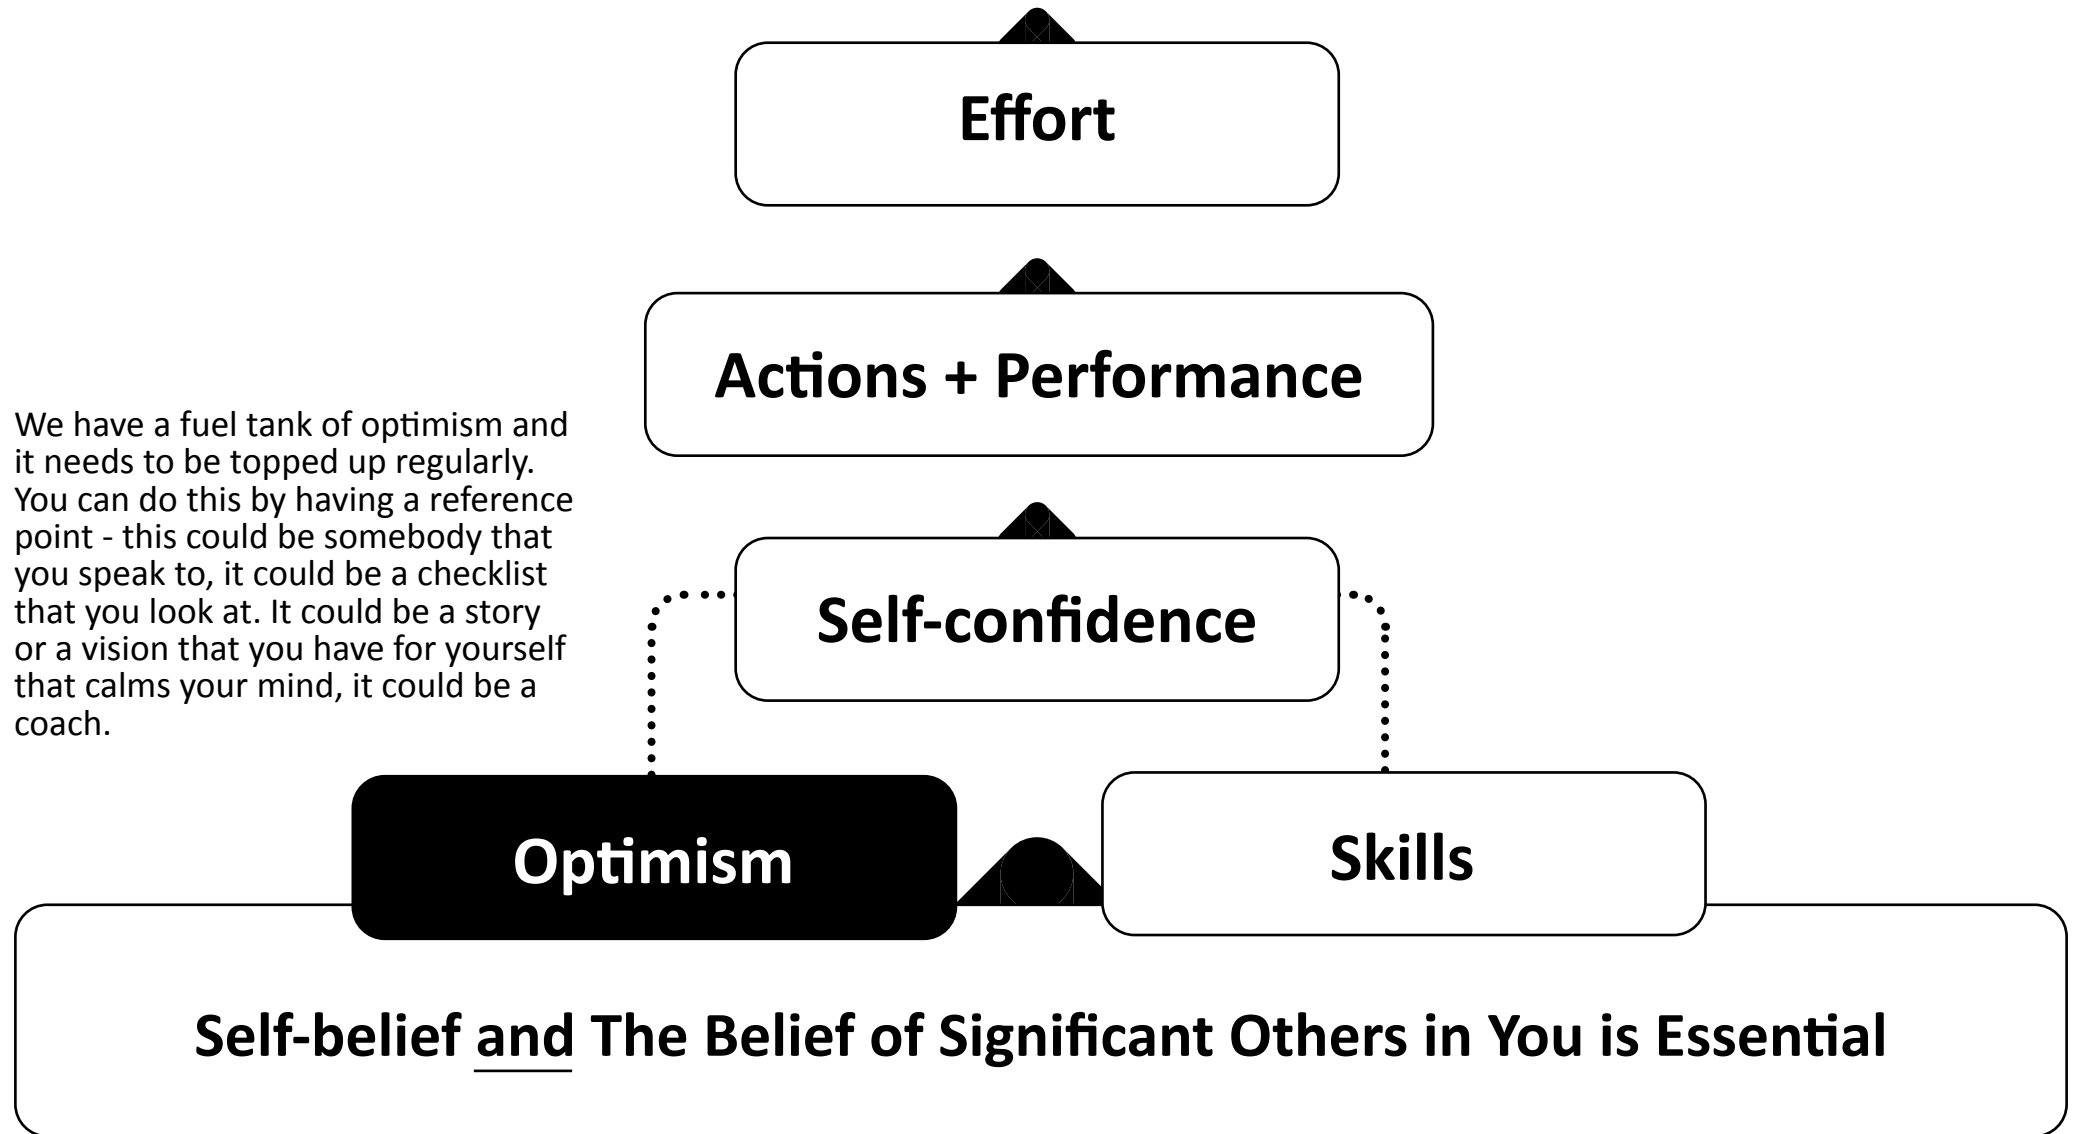 Effort
Actions + Performance
We have a fuel tank of optimism and
it needs to be topped up regularly.
You can do this by having a reference
point - this could be somebody that
you speak to, it could be a checklist
that you look at. It could be a story
or a vision that you have for yourself
that calms your mind, it could be a
coach.
Self-confidence
Optimism
Skills
Self-belief and The Belief of Significant Others in You is Essential